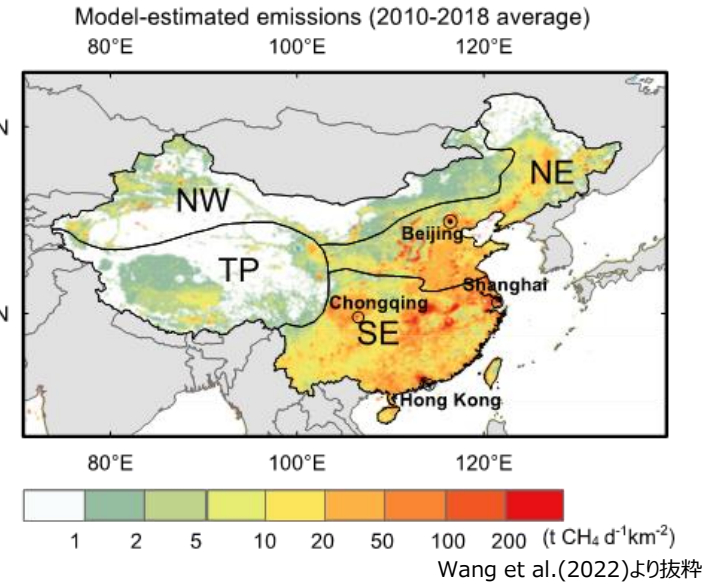 Model-estimated emissions (2010-2018 average)
80°E 100°E 120°E
N
NE
NW
Beijing
TP
Shanghai
N
Chongqing
SE
Hong Kong
80°E 100°E 120°E
1 2 5 10 20 50 100 200 (t CH₄ d⁻¹km⁻²)
Wang et al.(2022)より抜粋